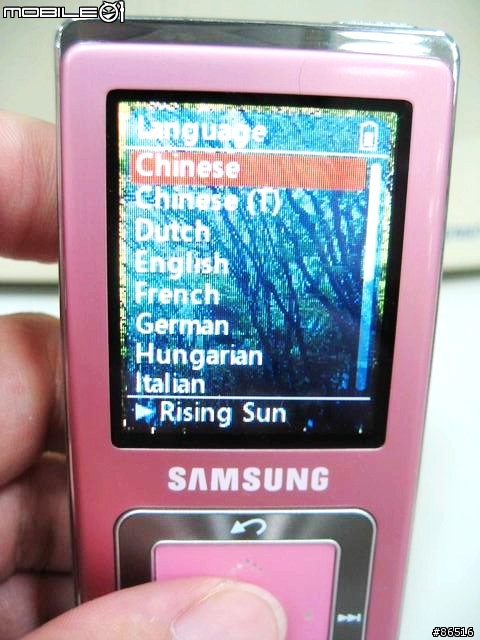 MOBILE01
Language
Chinese
Chinese (T)
Dutch
English
French
German
Hungarian
Italian
Rising Sun
SAMSUNG
#86516